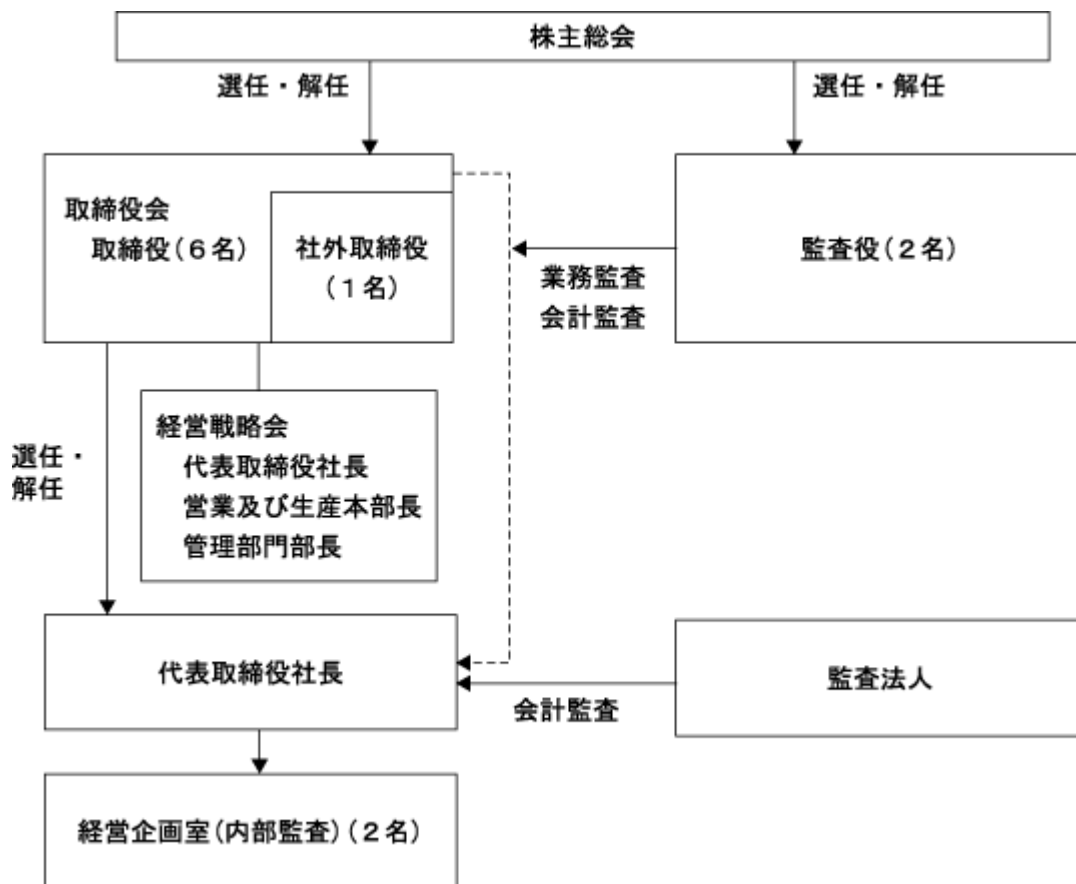 株主総会
選任・解任
選任・解任
取締役会
取締役(6名)
社外取締役
(1名)
監査役(2名)
業務監査
会計監査
経営戦略会
代表取締役社長
営業及び生産本部長
管理部門部長
選任・
解任
代表取締役社長
監査法人
会計監査
経営企画室(内部監査)(2名)